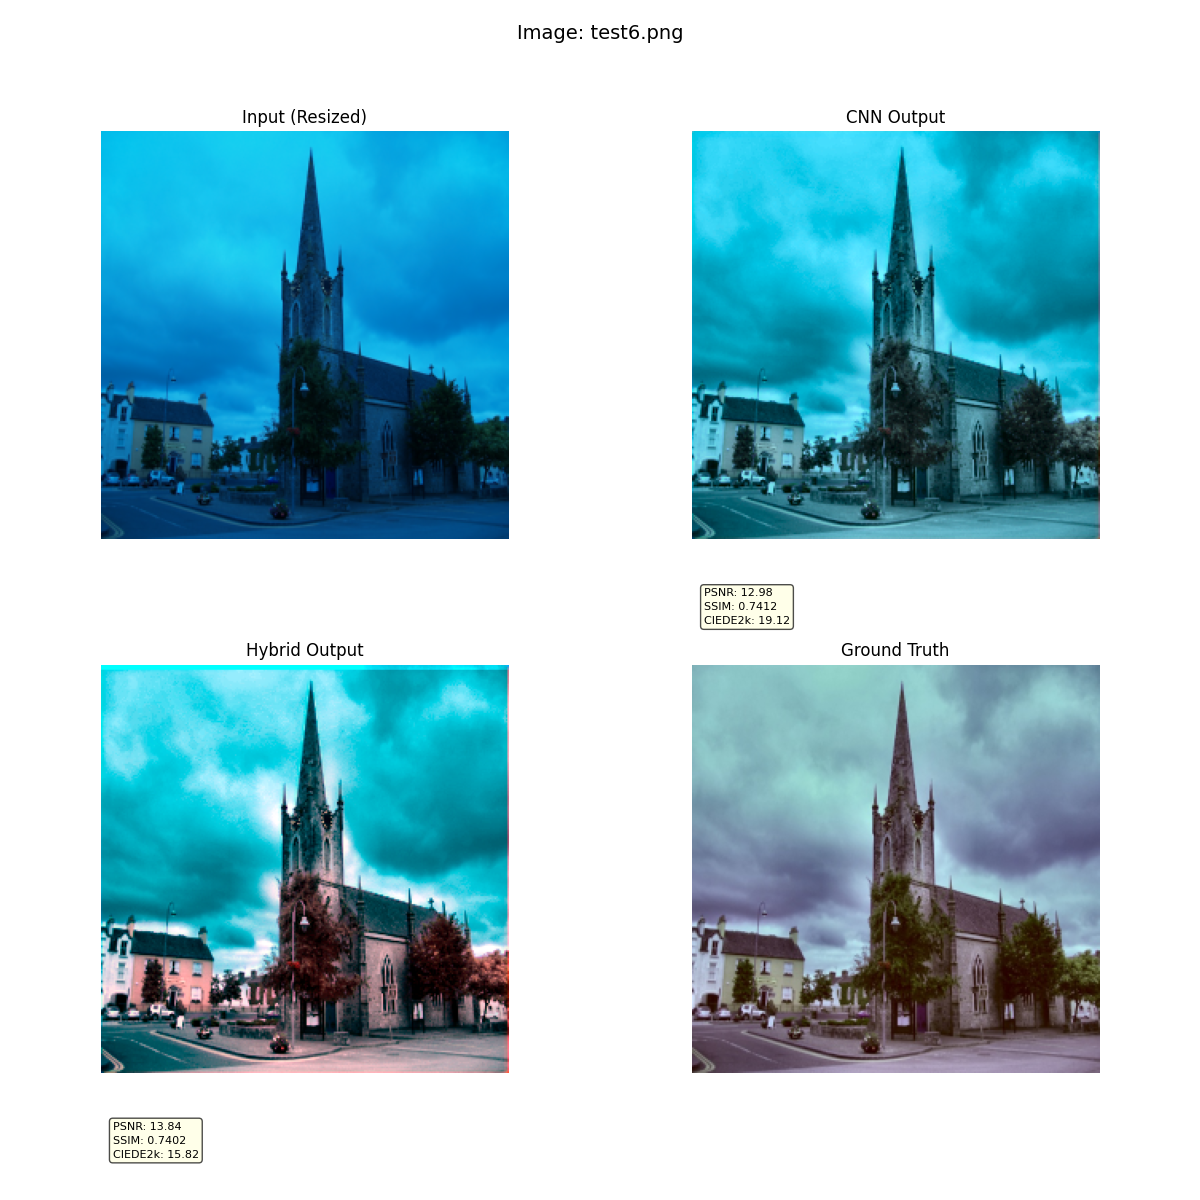 Image: test6.png
Input (Resized)
CNN Output
PSNR: 12.98
SSIM: 0.7412
CIEDE2k: 19.12
Hybrid Output
Ground Truth
PSNR: 13.84
SSIM: 0.7402
CIEDE2k: 15.82